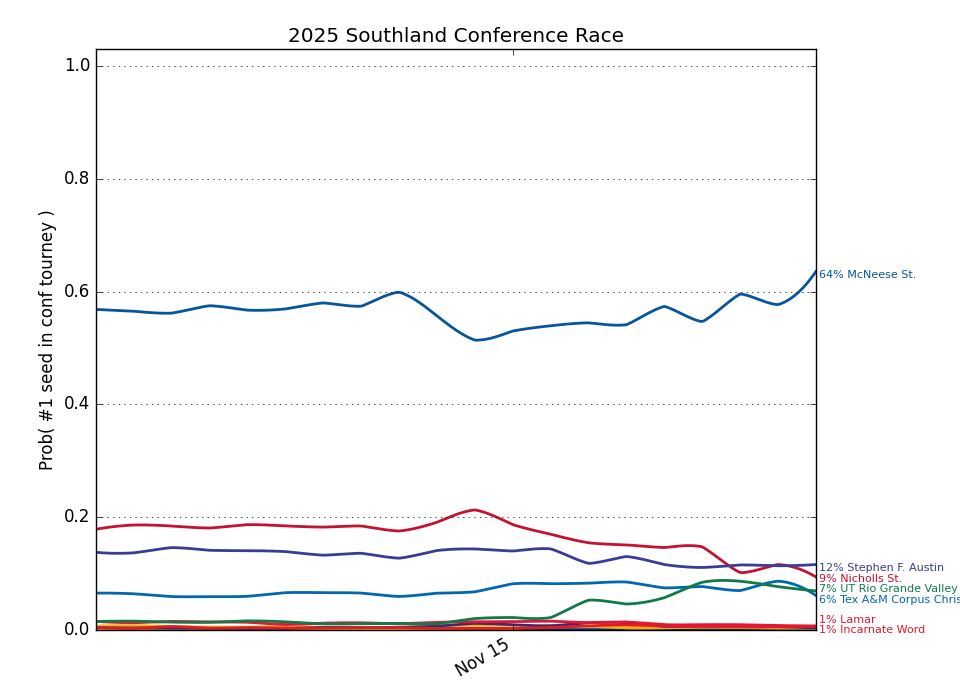 2025 Southland Conference Race
Prob( #1 seed in conf tourney )
1.0
0.8
0.6
0.4
0.2
0.0
Nov 15
64% McNeese St.
12% Stephen F. Austin
9% Nicholls St.
7% UT Rio Grande Valley
6% Tex A&M Corpus Chris
1% Lamar
1% Incarnate Word